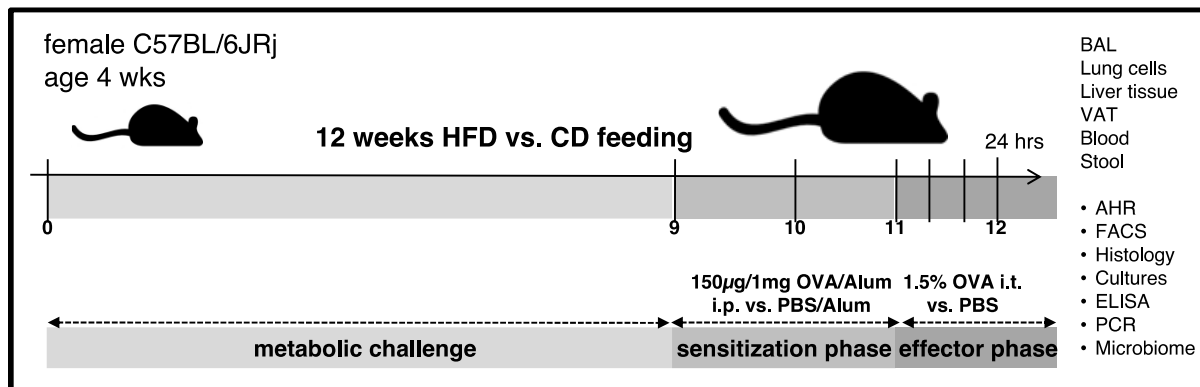 female C57BL/6JRj
age 4 wks
12 weeks HFD vs. CD feeding
24 hrs
0
9
10
11
12
150µg/1mg OVA/Alum
i.p. vs. PBS/Alum
1.5% OVA i.t.
vs. PBS
metabolic challenge
sensitization phase
effector phase
BAL
Lung cells
Liver tissue
VAT
Blood
Stool
• AHR
• FACS
• Histology
• Cultures
• ELISA
• PCR
• Microbiome